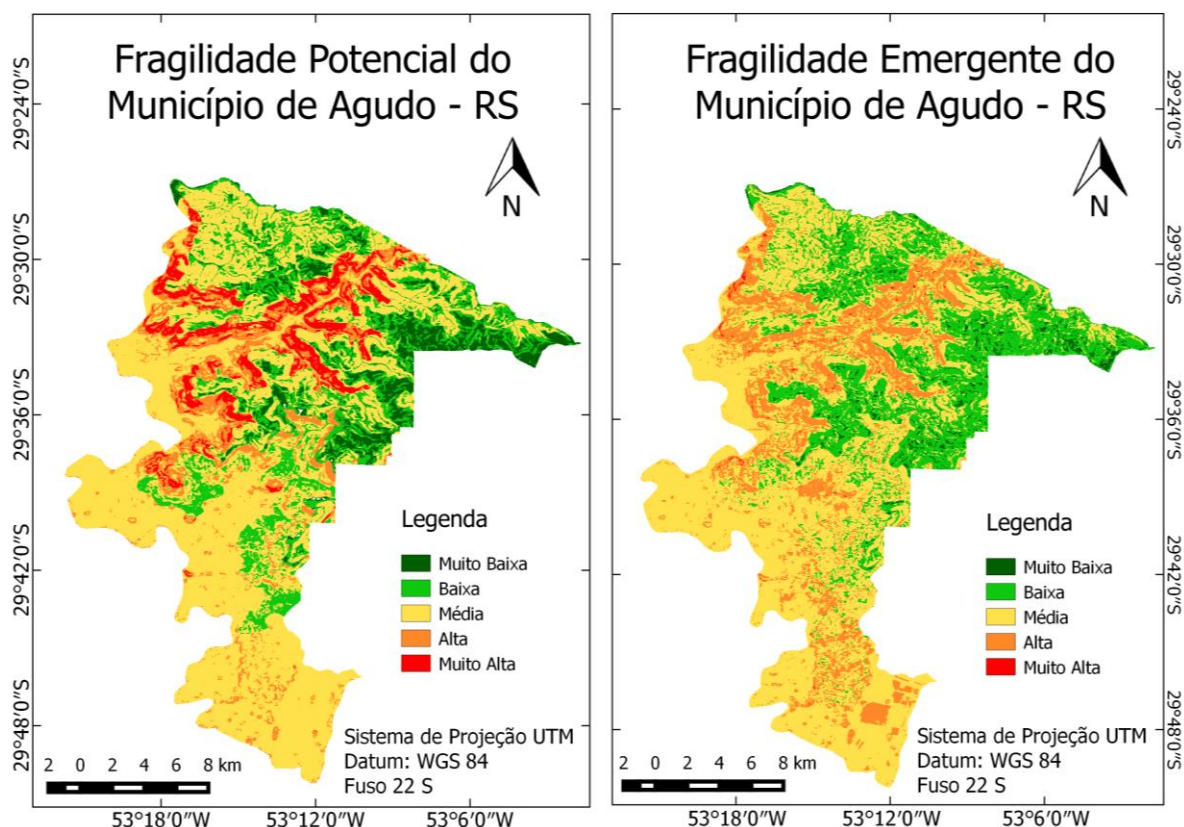 Fragilidade Potencial do
Município de Agudo - RS
29°24'0"S
29°30'0"S
29°36'0"S
29°42'0"S
29°48'0"S
N
Legenda
Muito Baixa
Baixa
Média
Alta
Muito Alta
Sistema de Projeção UTM
Datum: WGS 84
Fuso 22 S
2 0 2 4 6 8 km
53°18'0"W 53°12'0"W 53°6'0"W
Fragilidade Emergente do
Município de Agudo - RS
29°24'0"S
29°30'0"S
29°36'0"S
29°42'0"S
29°48'0"S
N
Legenda
Muito Baixa
Baixa
Média
Alta
Muito Alta
Sistema de Projeção UTM
Datum: WGS 84
Fuso 22 S
2 0 2 4 6 8 km
53°18'0"W 53°12'0"W 53°6'0"W